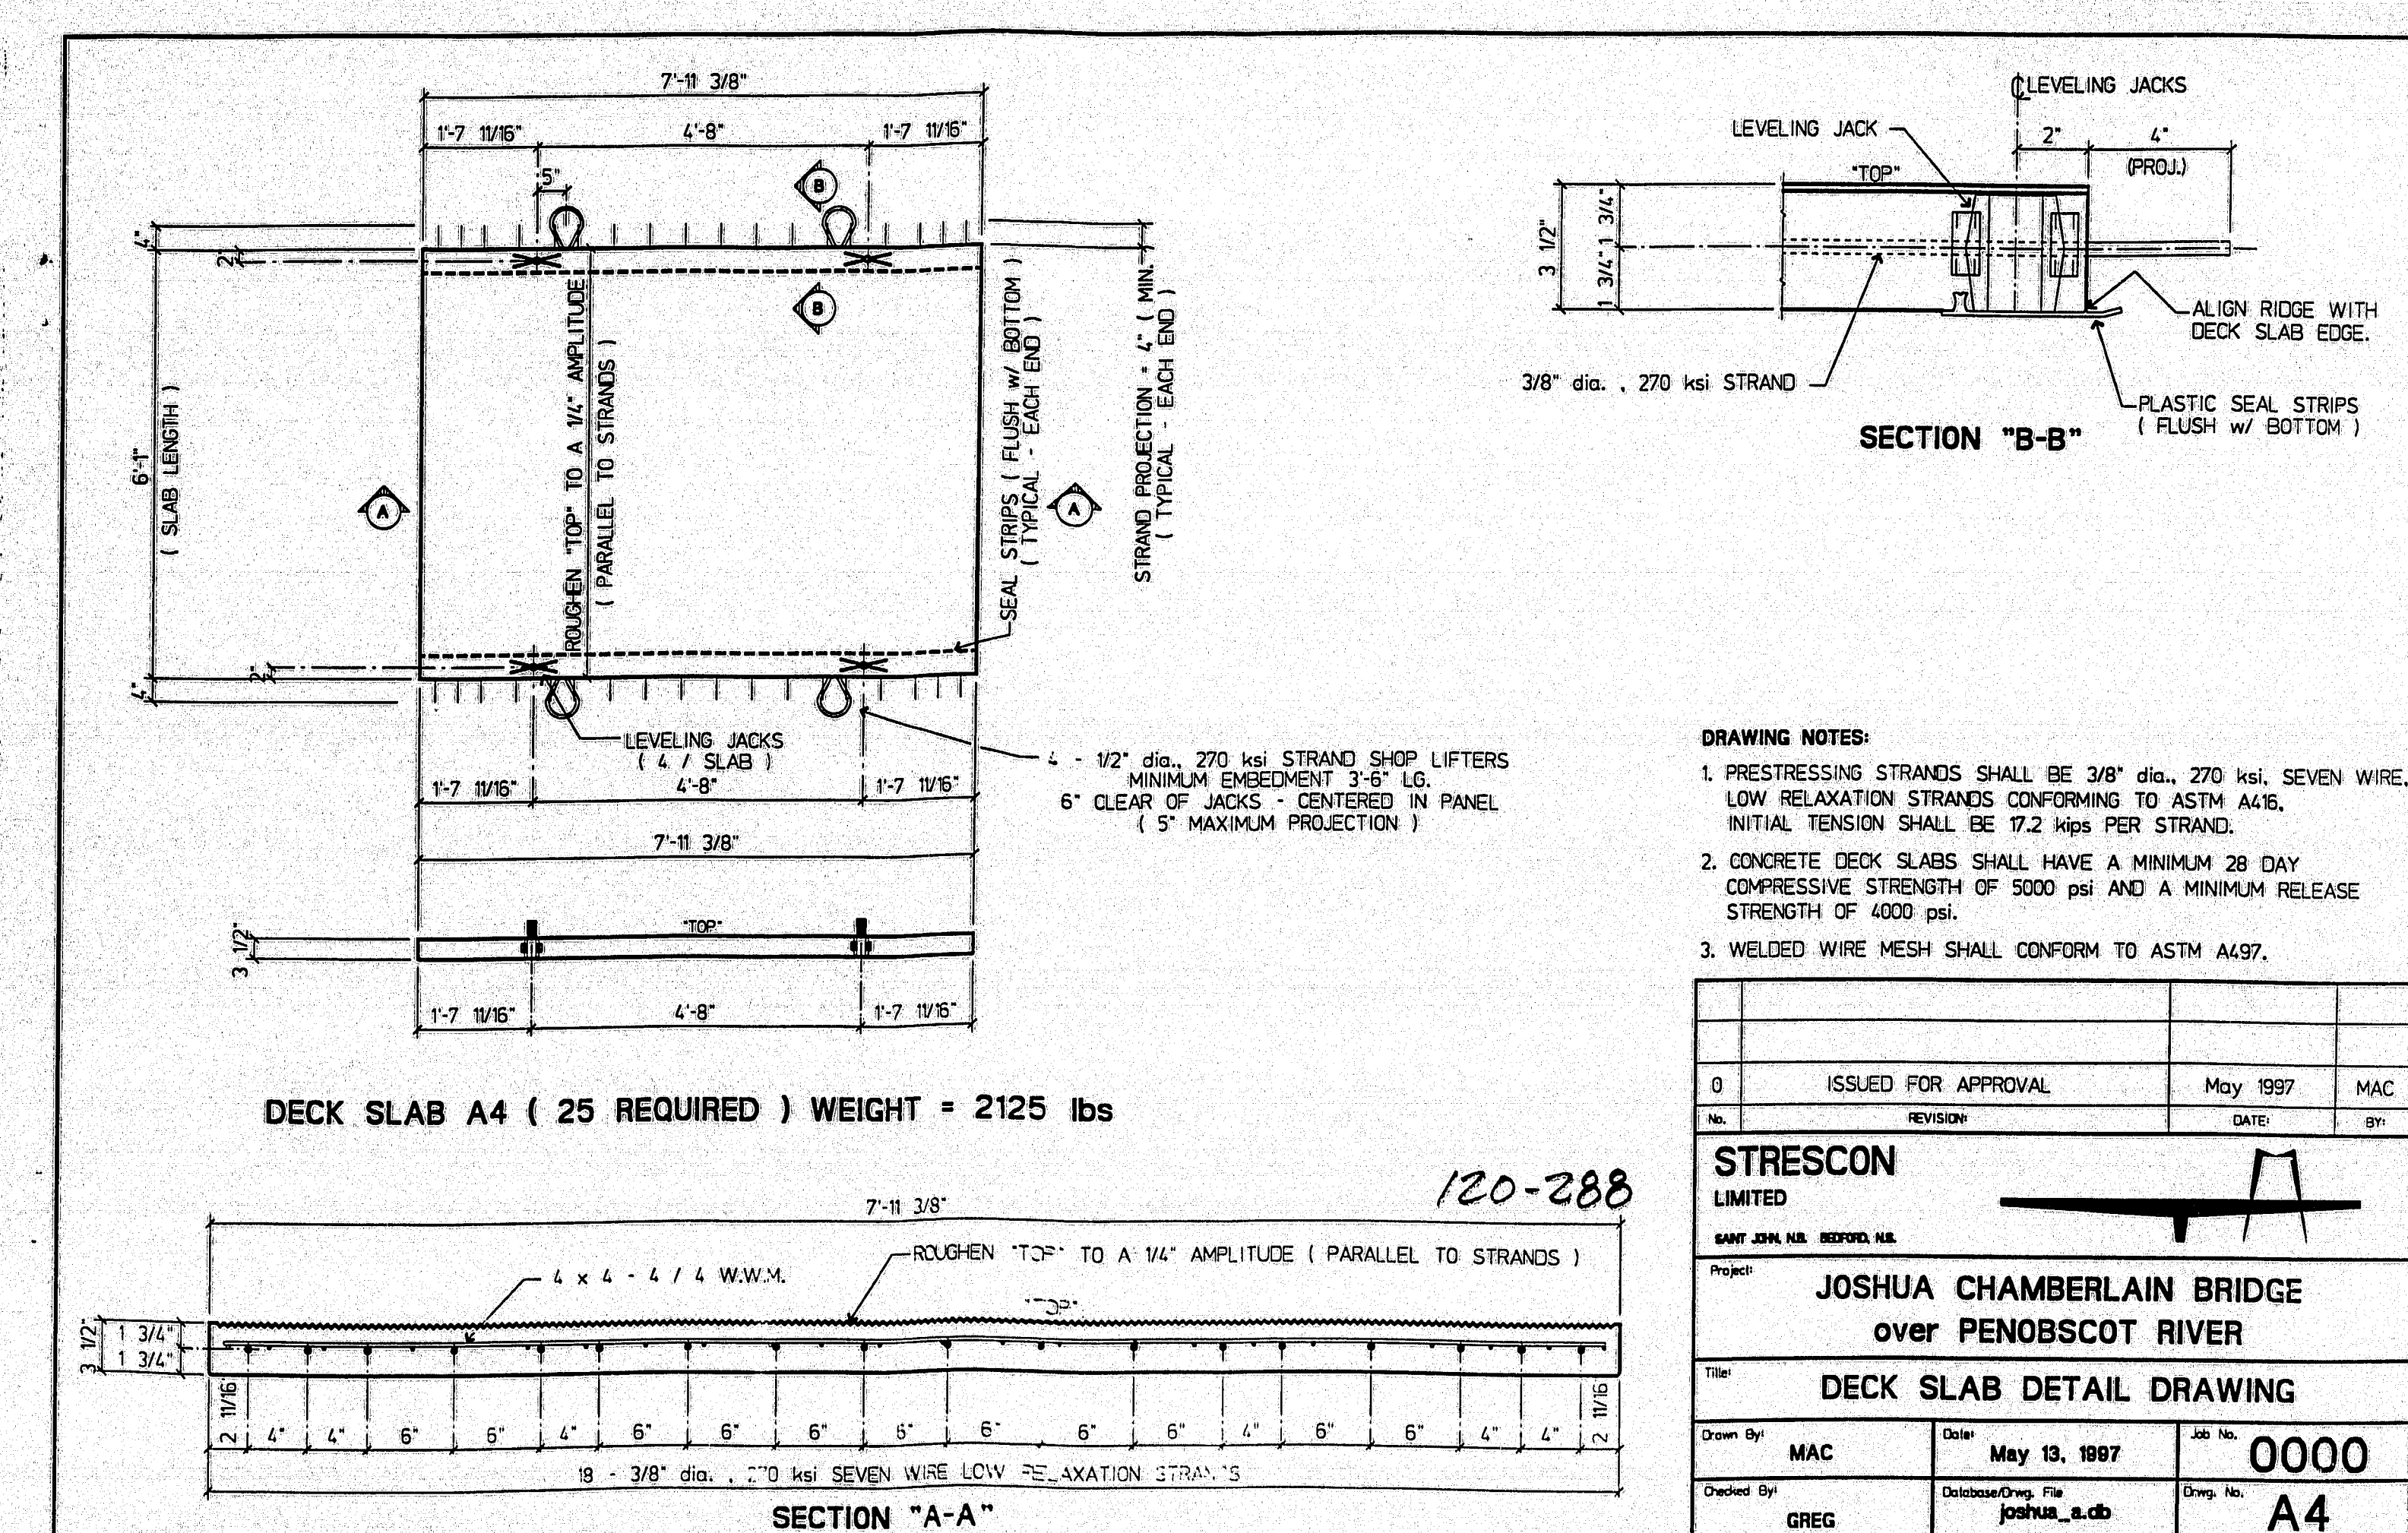 7'-11 3/8"
1'-7 11/16" 4'-8" 1'-7 11/16"
5"
B
4"
2"
B
6'-1"
( SLAB LENGTH )
A
ROUGHEN "TOP" TO A 1/4" AMPLITUDE
( PARALLEL TO STRANDS )
SEAL STRIPS ( FLUSH w/ BOTTOM )
( TYPICAL - EACH END )
A
STRAND PROJECTION = 4" ( MIN. )
( TYPICAL - EACH END )
2"
4"
LEVELING JACKS
( 4 / SLAB )
4 - 1/2" dia., 270 ksi STRAND SHOP LIFTERS
MINIMUM EMBEDMENT 3'-6" LG.
6" CLEAR OF JACKS - CENTERED IN PANEL
( 5" MAXIMUM PROJECTION )
1'-7 11/16" 4'-8" 1'-7 11/16"
7'-11 3/8"
"TOP"
3 1/2"
1'-7 11/16" 4'-8" 1'-7 11/16"
DECK SLAB A4 ( 25 REQUIRED ) WEIGHT = 2125 lbs
℄ LEVELING JACKS
LEVELING JACK
2" 4"
(PROJ.)
"TOP"
3 1/2"
1 3/4" 1 3/4"
ALIGN RIDGE WITH
DECK SLAB EDGE.
3/8" dia. , 270 ksi STRAND
PLASTIC SEAL STRIPS
( FLUSH w/ BOTTOM )
SECTION "B-B"
DRAWING NOTES:
1. PRESTRESSING STRANDS SHALL BE 3/8" dia., 270 ksi, SEVEN WIRE,
LOW RELAXATION STRANDS CONFORMING TO ASTM A416.
INITIAL TENSION SHALL BE 17.2 kips PER STRAND.
2. CONCRETE DECK SLABS SHALL HAVE A MINIMUM 28 DAY
COMPRESSIVE STRENGTH OF 5000 psi AND A MINIMUM RELEASE
STRENGTH OF 4000 psi.
3. WELDED WIRE MESH SHALL CONFORM TO ASTM A497.
0 ISSUED FOR APPROVAL May 1997 MAC
No. REVISION: DATE: BY:
STRESCON
LIMITED
SAINT JOHN, N.B. BEDFORD, N.S.
Project:
JOSHUA CHAMBERLAIN BRIDGE
over PENOBSCOT RIVER
Title:
DECK SLAB DETAIL DRAWING
Drawn By: MAC
Date: May 13, 1997
Job No. 0000
Checked By: GREG
Database/Drwg. File joshua_a.db
Drwg. No. A4
120-288
7'-11 3/8"
ROUGHEN "TOP" TO A 1/4" AMPLITUDE ( PARALLEL TO STRANDS )
4 x 4 - 4 / 4 W.W.M.
"TOP"
3 1/2"
1 3/4"
1 3/4"
2 11/16 4" 4" 6" 6" 4" 6" 6" 6" 6" 6" 6" 4" 6" 6" 4" 4" 2 11/16
18 - 3/8" dia. , 270 ksi SEVEN WIRE LOW RELAXATION STRANDS
SECTION "A-A"